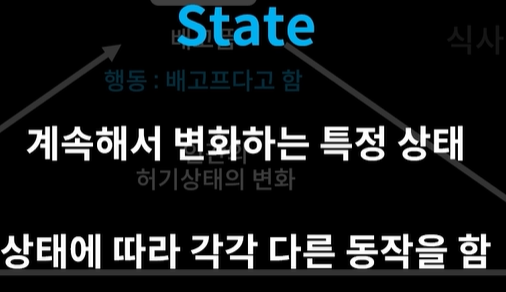 State
배고픔
식사
행동 : 배고프다고 함
계속해서 변화하는 특정 상태
허기상태의 변화
상태에 따라 각각 다른 동작을 함